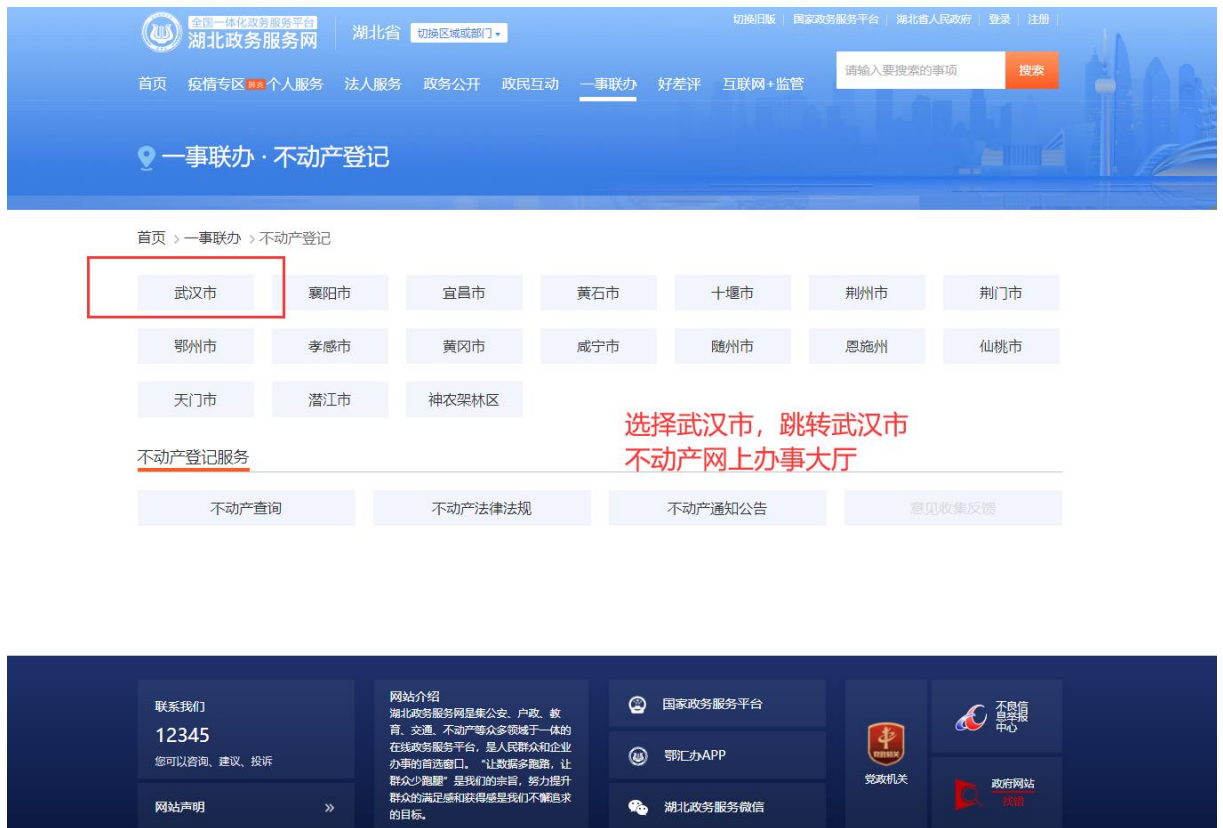 全国一体化政务服务平台
湖北政务服务网
湖北省 切换区域或部门
切换旧版 | 国家政务服务平台 | 湖北省人民政府 | 登录 | 注册
首页 疫情专区 个人服务 法人服务 政务公开 政民互动 一事联办 好差评 互联网+监管
请输入要搜索的事项 搜索
一事联办 · 不动产登记
首页 > 一事联办 > 不动产登记
武汉市 襄阳市 宜昌市 黄石市 十堰市 荆州市 荆门市
鄂州市 孝感市 黄冈市 咸宁市 随州市 恩施州 仙桃市
天门市 潜江市 神农架林区
选择武汉市，跳转武汉市
不动产网上办事大厅
不动产登记服务
不动产查询 不动产法律法规 不动产通知公告 意见收集反馈
联系我们
12345
您可以咨询、建议、投诉
网站声明 »
网站介绍
湖北政务服务网是集公安、户政、教
育、交通、不动产等众多领域于一体的
在线政务服务平台，是人民群众和企业
办事的首选窗口。“让数据多跑路，让
群众少跑腿”是我们的宗旨，努力提升
群众的满足感和获得感是我们不懈追求
的目标。
国家政务服务平台
鄂汇办APP
湖北政务服务微信
党政机关
党政机关
不良信
息举报
中心
政府网站
找错